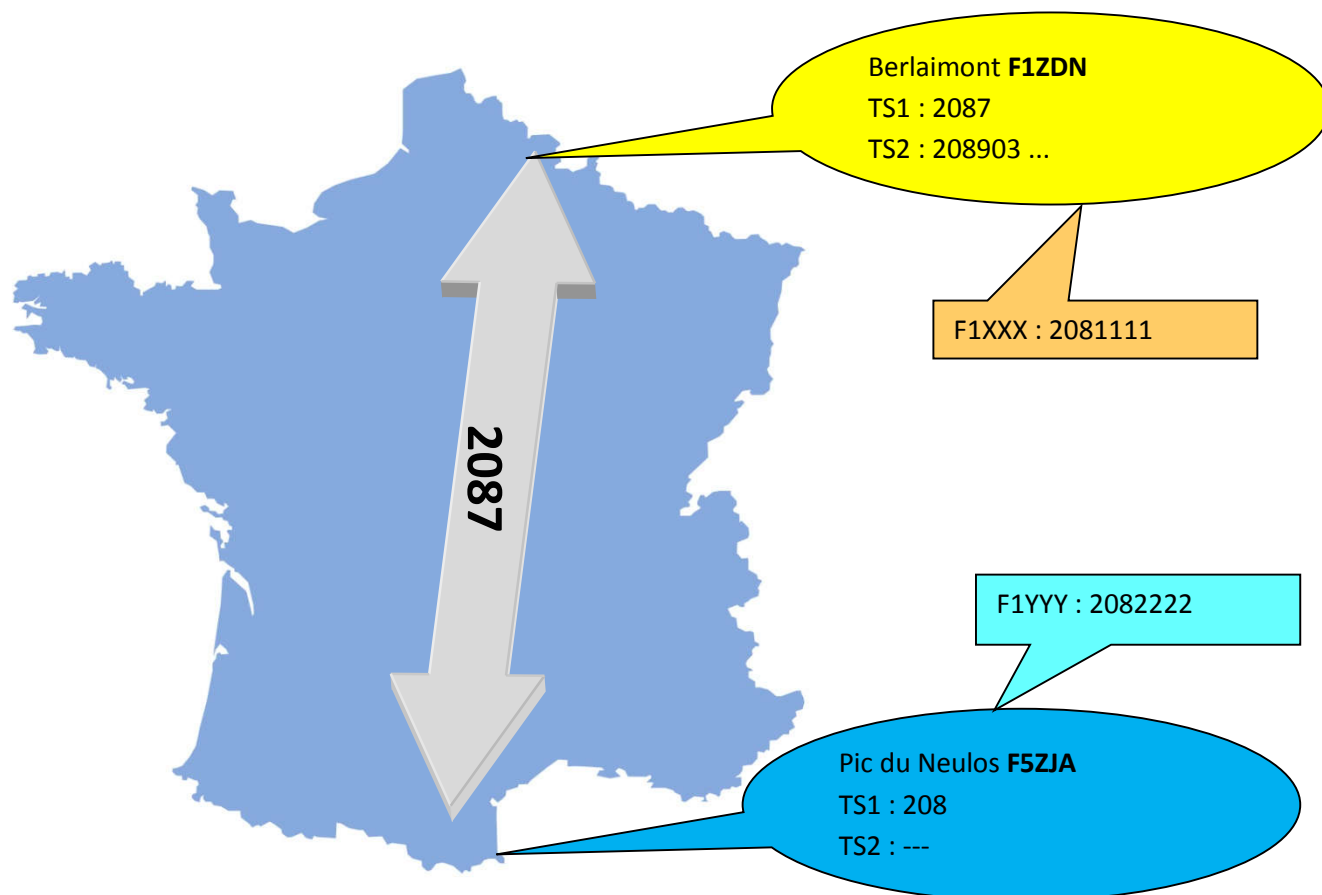 Berlaimont F1ZDN
TS1 : 2087
TS2 : 208903 ...
F1XXX : 2081111
2087
F1YYY : 2082222
Pic du Neulos F5ZJA
TS1 : 208
TS2 : ---